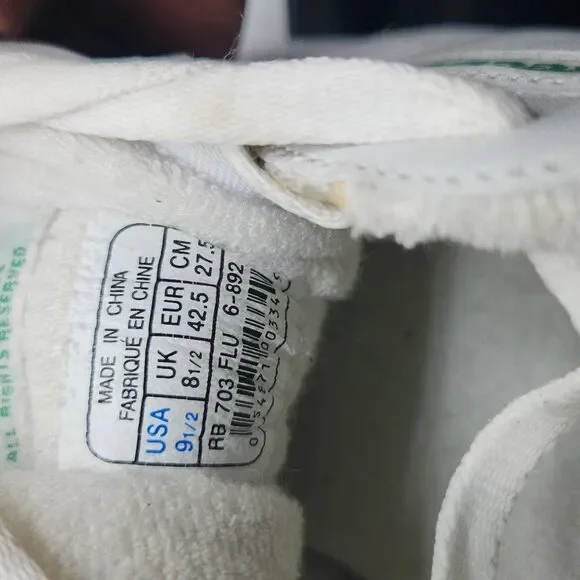 MADE IN CHINA
FABRIQUÉ EN CHINE
USA UK EUR CM
9 1/2 8 1/2 42.5 27.5
RB 703 FLU 6-892
ALL RIGHTS RESERVED